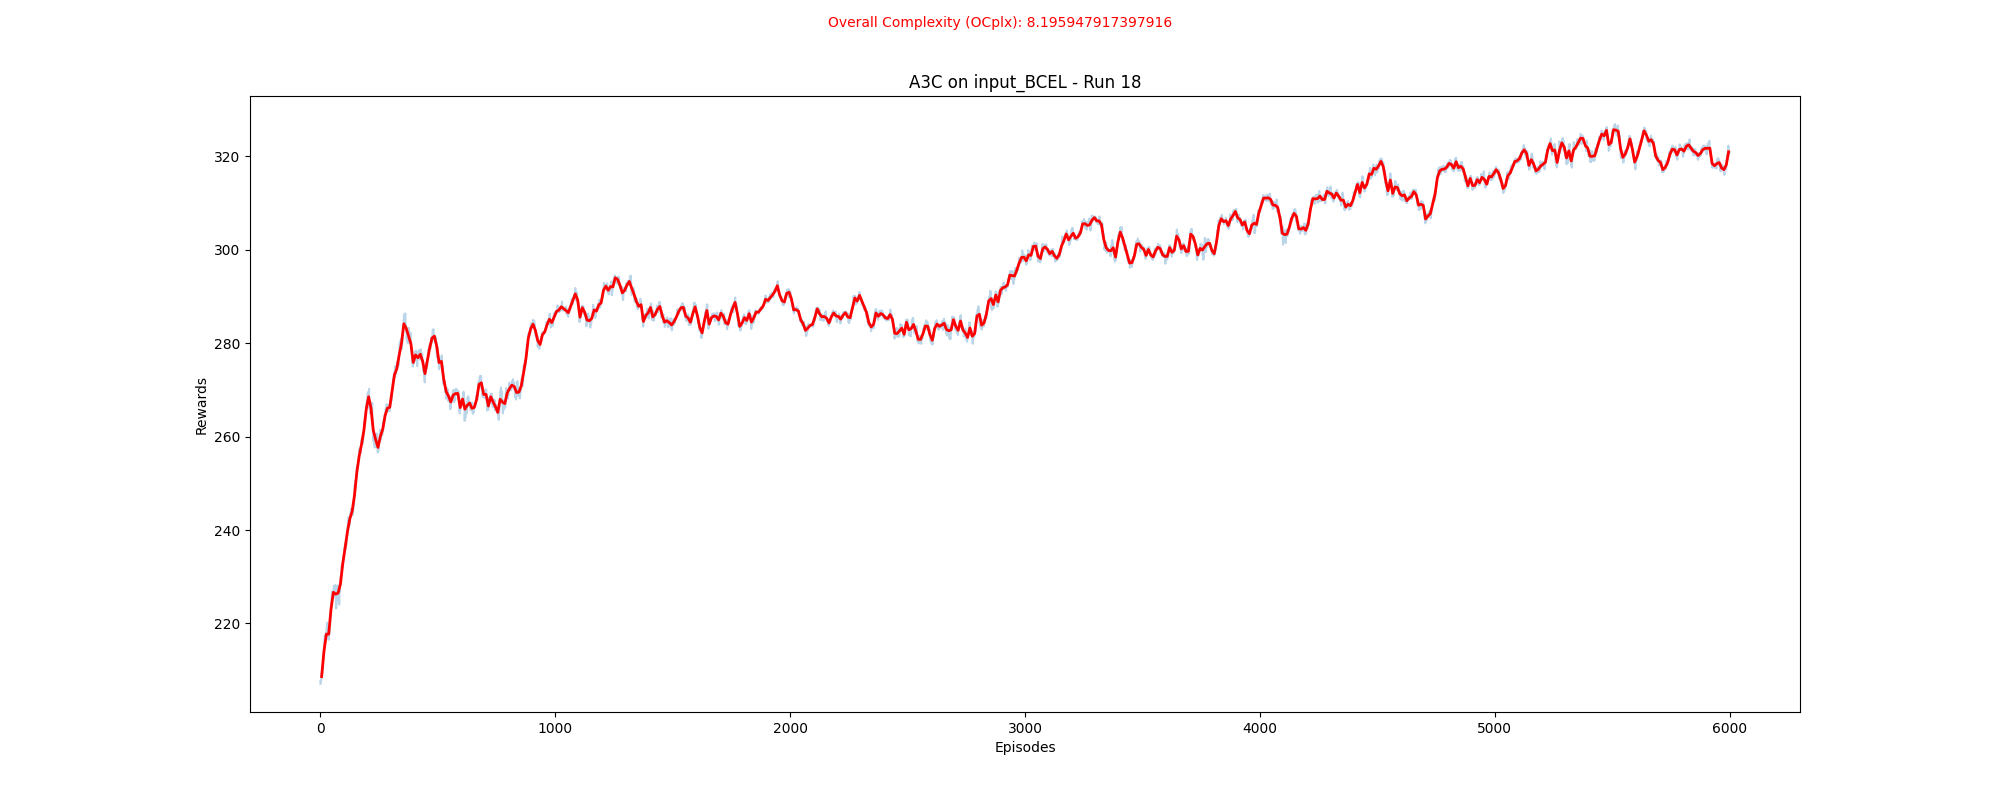 Overall Complexity (OCplx): 8.195947917397916
A3C on input_BCEL - Run 18
320
300
280
260
240
220
Rewards
0 1000 2000 3000 4000 5000 6000
Episodes